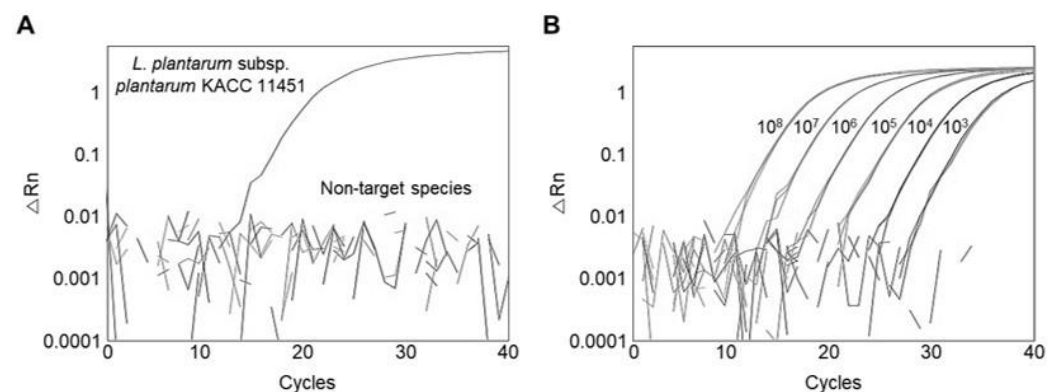 A
L. plantarum subsp.
plantarum KACC 11451
Non-target species
△Rn
1
0.1
0.01
0.001
0.0001
0
10
20
30
40
Cycles
B
10⁸
10⁷
10⁶
10⁵
10⁴
10³
△Rn
1
0.1
0.01
0.001
0.0001
0
10
20
30
40
Cycles